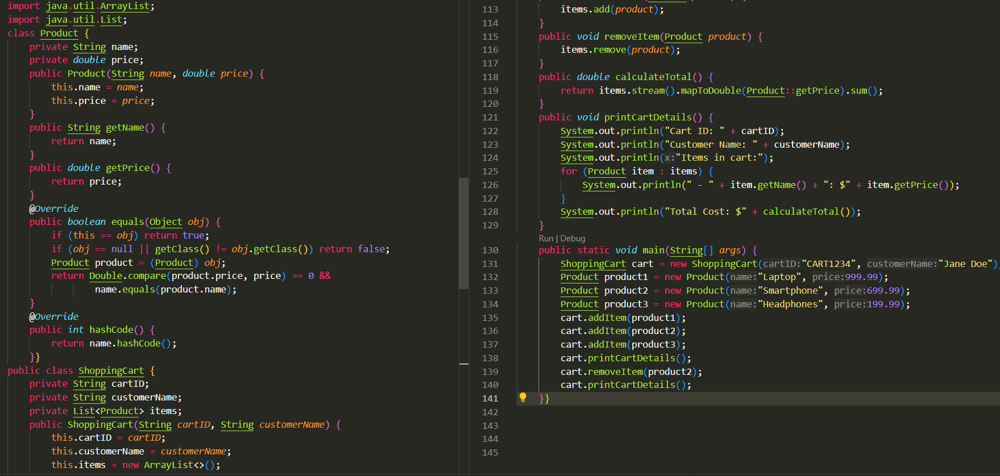 import java.util.ArrayList;
import java.util.List;
class Product {
    private String name;
    private double price;
    public Product(String name, double price) {
        this.name = name;
        this.price = price;
    }
    public String getName() {
        return name;
    }
    public double getPrice() {
        return price;
    }
    @Override
    public boolean equals(Object obj) {
        if (this == obj) return true;
        if (obj == null || getClass() != obj.getClass()) return false;
        Product product = (Product) obj;
        return Double.compare(product.price, price) == 0 &&
                name.equals(product.name);
    }
    @Override
    public int hashCode() {
        return name.hashCode();
    }}
public class ShoppingCart {
    private String cartID;
    private String customerName;
    private List<Product> items;
    public ShoppingCart(String cartID, String customerName) {
        this.cartID = cartID;
        this.customerName = customerName;
        this.items = new ArrayList<>();
113         items.add(product);
114     }
115     public void removeItem(Product product) {
116         items.remove(product);
117     }
118     public double calculateTotal() {
119         return items.stream().mapToDouble(Product::getPrice).sum();
120     }
121     public void printCartDetails() {
122         System.out.println("Cart ID: " + cartID);
123         System.out.println("Customer Name: " + customerName);
124         System.out.println(x:"Items in cart:");
125         for (Product item : items) {
126             System.out.println(" - " + item.getName() + ": $" + item.getPrice());
127         }
128         System.out.println("Total Cost: $" + calculateTotal());
129     }
Run | Debug
130     public static void main(String[] args) {
131         ShoppingCart cart = new ShoppingCart(cartID:"CART1234", customerName:"Jane Doe")
132         Product product1 = new Product(name:"Laptop", price:999.99);
133         Product product2 = new Product(name:"Smartphone", price:699.99);
134         Product product3 = new Product(name:"Headphones", price:199.99);
135         cart.addItem(product1);
136         cart.addItem(product2);
137         cart.addItem(product3);
138         cart.printCartDetails();
139         cart.removeItem(product2);
140         cart.printCartDetails();
141     }}
142
143
144
145